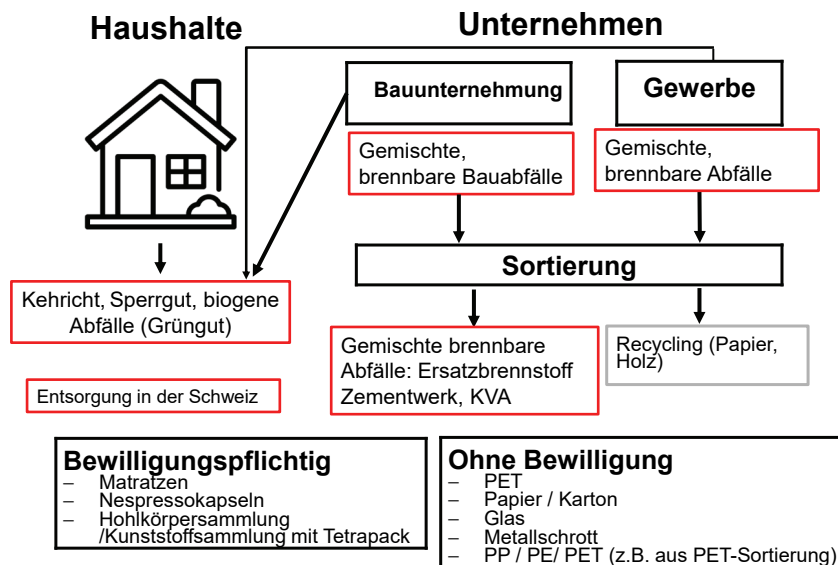 Haushalte
Unternehmen
Bauunternehmung
Gewerbe
Gemischte,
brennbare Bauabfälle
Gemischte,
brennbare Abfälle
Sortierung
Kehricht, Sperrgut, biogene
Abfälle (Grüngut)
Gemischte brennbare
Abfälle: Ersatzbrennstoff
Zementwerk, KVA
Recycling (Papier,
Holz)
Entsorgung in der Schweiz
Bewilligungspflichtig
– Matratzen
– Nespressokapseln
– Hohlkörpersammlung
/Kunststoffsammlung mit Tetrapack
Ohne Bewilligung
– PET
– Papier / Karton
– Glas
– Metallschrott
– PP / PE/ PET (z.B. aus PET-Sortierung)